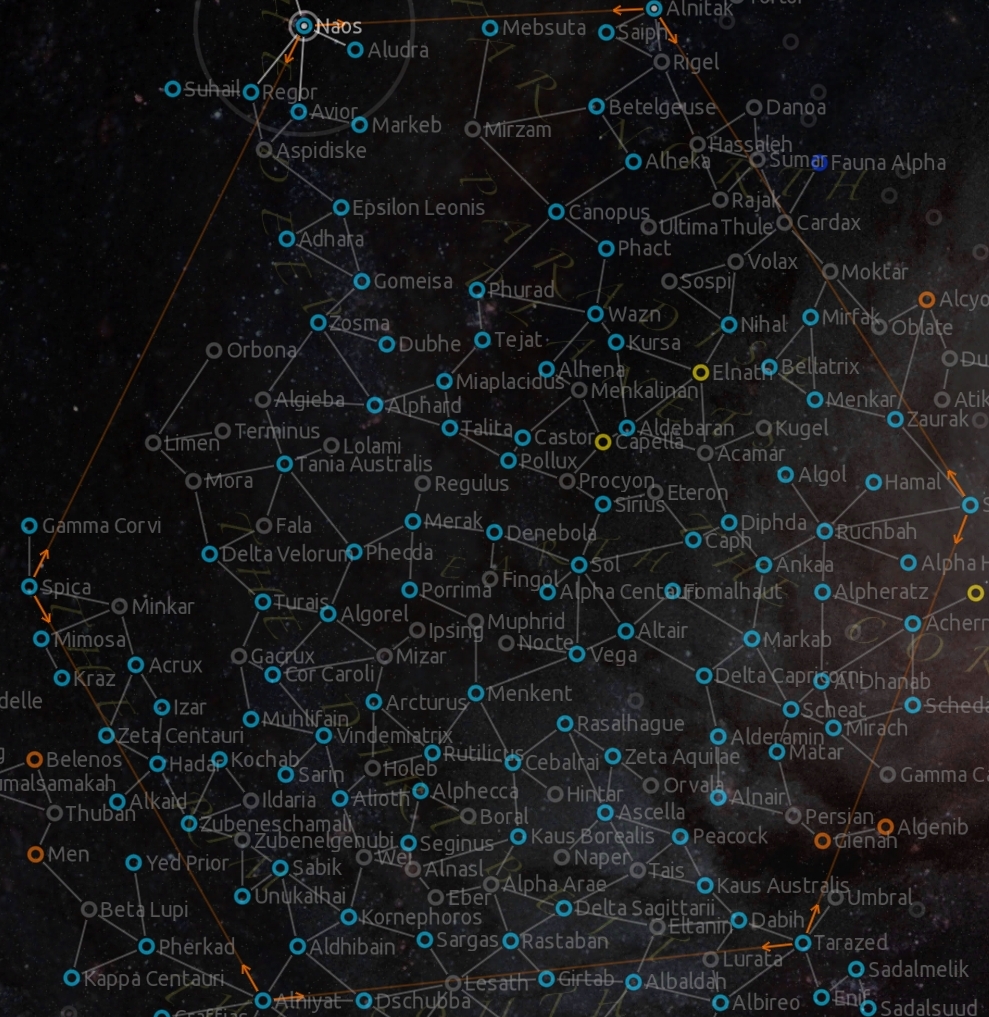 Naos
Alnitak
Mebsuta
Saiph
Aludra
Rigel
Suhail
Regor
Avior
Betelgeuse
Danoa
Markeb
Mirzam
Hassaleh
Aspidiske
Alheka
Sumar
Fauna Alpha
Rajak
Epsilon Leonis
Canopus
Ultima Thule
Cardax
Adhara
Phact
Volax
Moktar
Gomeisa
Phurad
Sospi
Zosma
Wazn
Nihal
Mirfak
Oblate
Orbona
Dubhe
Tejat
Kursa
Alhena
Elnath
Bellatrix
Miaplacidus
Menkalinan
Algieba
Alphard
Menkar
Zaurak
Terminus
Talita
Castor
Aldebaran
Kugel
Limen
Lolami
Capella
Acamar
Tania Australis
Pollux
Mora
Regulus
Procyon
Algol
Hamal
Eteron
Sirius
Gamma Corvi
Fala
Merak
Denebola
Diphda
Ruchbah
Delta Velorum
Phecda
Caph
Sol
Ankaa
Spica
Fingol
Porrima
Alpha Centauri
Fomalhaut
Alpheratz
Minkar
Turais
Algorel
Muphrid
Mimosa
Ipsing
Nocte
Altair
Markab
Gacrux
Mizar
Vega
Acrux
Kraz
Cor Caroli
Delta Capricorni
Al Dhanab
Izar
Arcturus
Menkent
Scheat
Muhlifain
Rasalhague
Mirach
Zeta Centauri
Vindemiatrix
Alderamin
Belenos
Hadar
Kochab
Rutilicus
Cebalrai
Zeta Aquilae
Matar
Sarin
Holeb
Alkaid
Ildaria
Alioth
Alphecca
Hintar
Orvala
Alnair
Thuban
Zubeneschamali
Boral
Ascella
Persian
Zubenelgenubi
Seginus
Kaus Borealis
Peacock
Algenib
Gienah
Men
Yed Prior
Sabik
Wei
Alnasl
Naper
Tais
Unukalhai
Eber
Alpha Arae
Kaus Australis
Umbral
Beta Lupi
Kornephoros
Delta Sagittarii
Dabih
Eltanin
Pherkad
Aldhibain
Sargas
Rastaban
Tarazed
Lurata
Kappa Centauri
Lesath
Girtab
Albaldah
Sadalmelik
Atniyat
Dschubba
Albireo
Enif
Sadalsuud